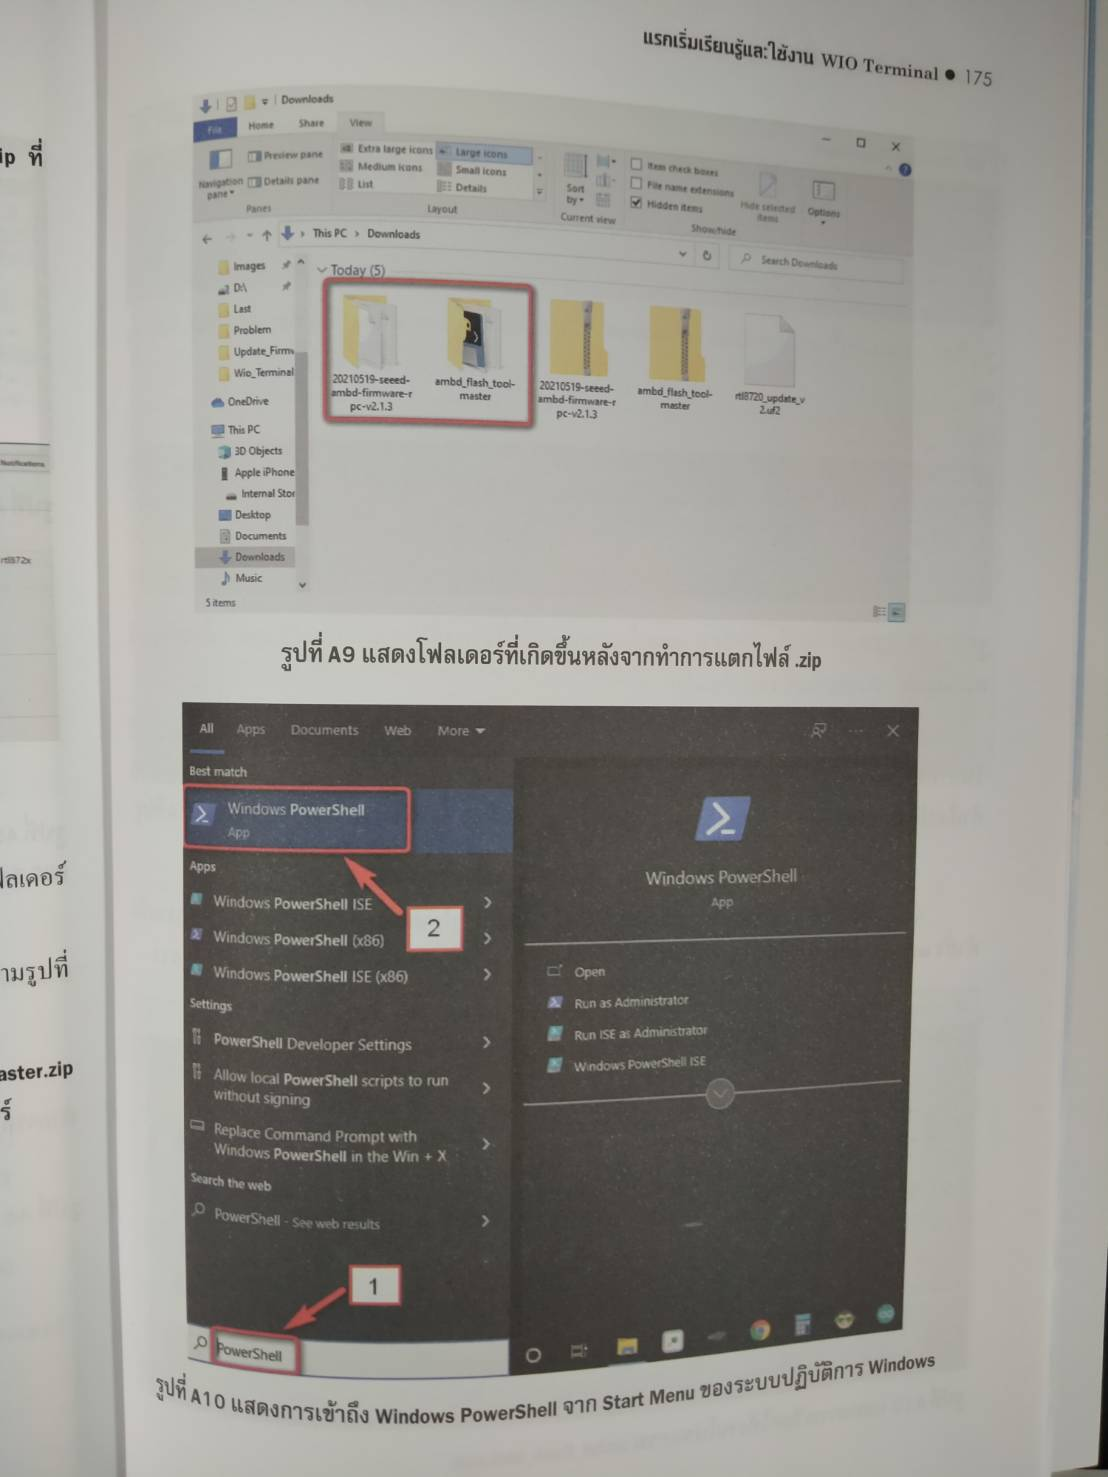 แรกเริ่มเรียนรู้และใช้งาน WIO Terminal ● 175
ip ที่
Downloads
File Home Share View
Navigation pane
Preview pane
Details pane
Panes
Extra large icons
Large icons
Medium icons
Small icons
List
Details
Layout
Sort by
Current view
Item check boxes
File name extensions
Hidden items
Hide selected items
Show/hide
Options
This PC > Downloads
Search Downloads
Images
D:\
Last
Problem
Update_Firmw
Wio_Terminal
OneDrive
This PC
3D Objects
Apple iPhone
Internal Stor
Desktop
Documents
Downloads
Music
5 items
Today (5)
20210519-seeed-
ambd-firmware-r
pc-v2.1.3
ambd_flash_tool-
master
20210519-seeed-
ambd-firmware-r
pc-v2.1.3
ambd_flash_tool-
master
rtl8720_update_v
2.uf2
Notifications
rtl872x
รูปที่ A9 แสดงโฟลเดอร์ที่เกิดขึ้นหลังจากทำการแตกไฟล์ .zip
ฟลเดอร์
ามรูปที่
aster.zip
ร์
All Apps Documents Web More
Best match
Windows PowerShell
App
Apps
Windows PowerShell ISE
2
Windows PowerShell (x86)
Windows PowerShell ISE (x86)
Settings
PowerShell Developer Settings
Allow local PowerShell scripts to run
without signing
Replace Command Prompt with
Windows PowerShell in the Win + X
Search the web
PowerShell - See web results
1
PowerShell
Windows PowerShell
App
Open
Run as Administrator
Run ISE as Administrator
Windows PowerShell ISE
รูปที่ A10 แสดงการเข้าถึง Windows PowerShell จาก Start Menu ของระบบปฏิบัติการ Windows